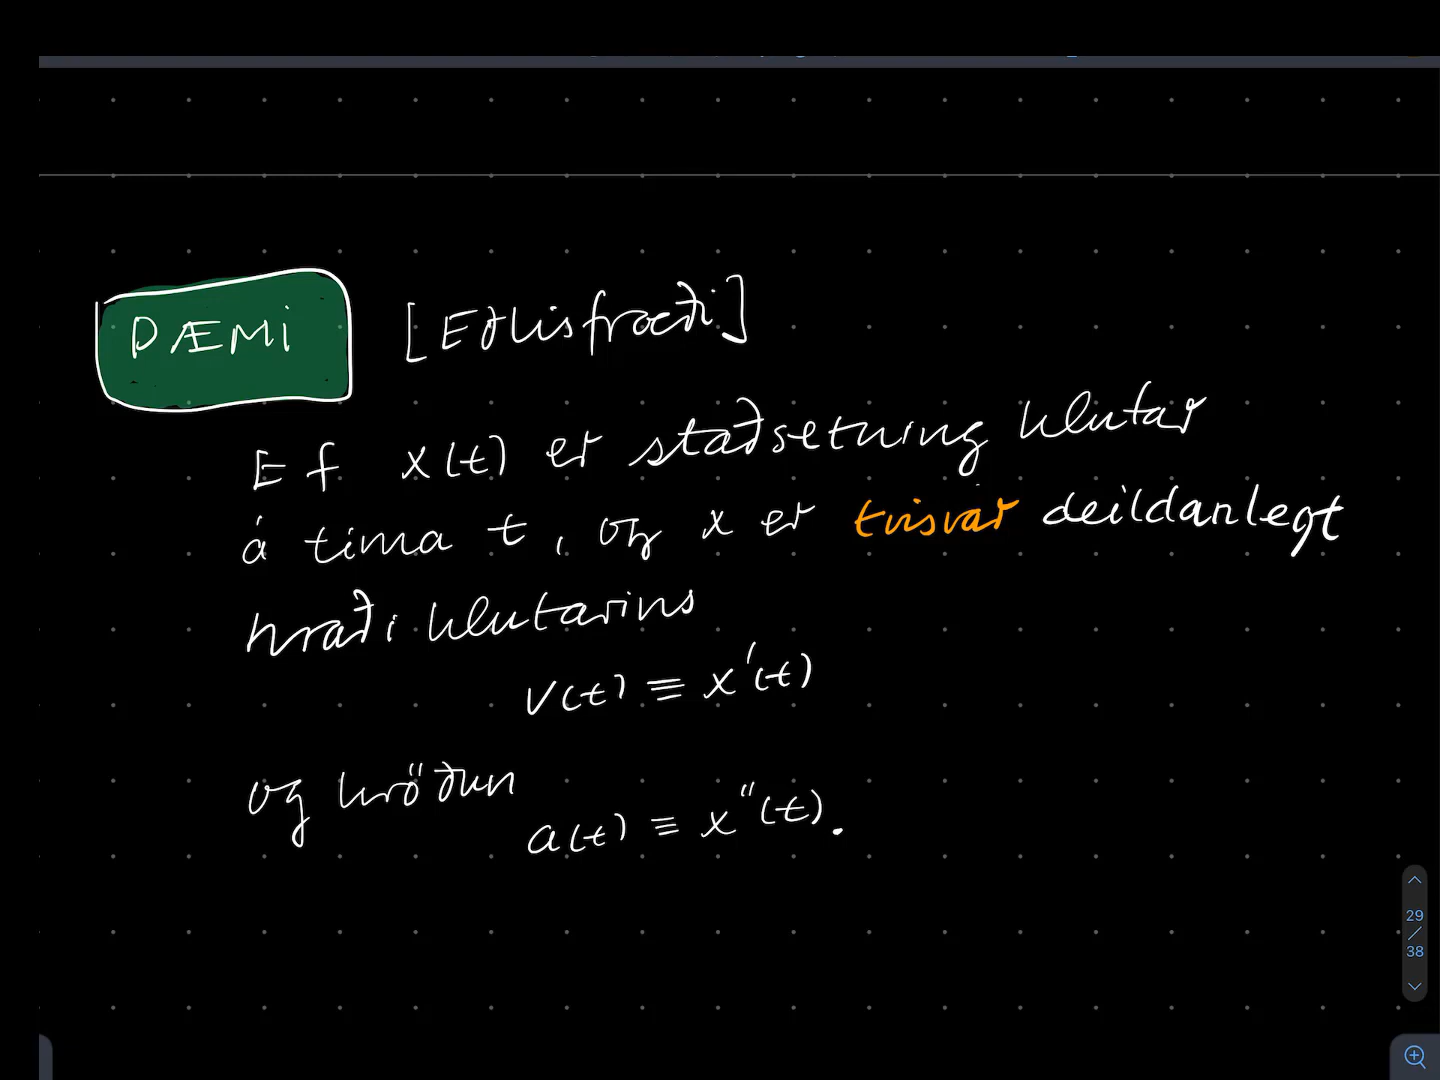 DÆMI [Eðlisfræði]
Ef x(t) er staðsetning hlutar
á tíma t, og x er tvisvar deildanlegt
hraði hlutarins
v(t) ≡ x'(t)
og hröðun
a(t) ≡ x''(t).
29
/
38